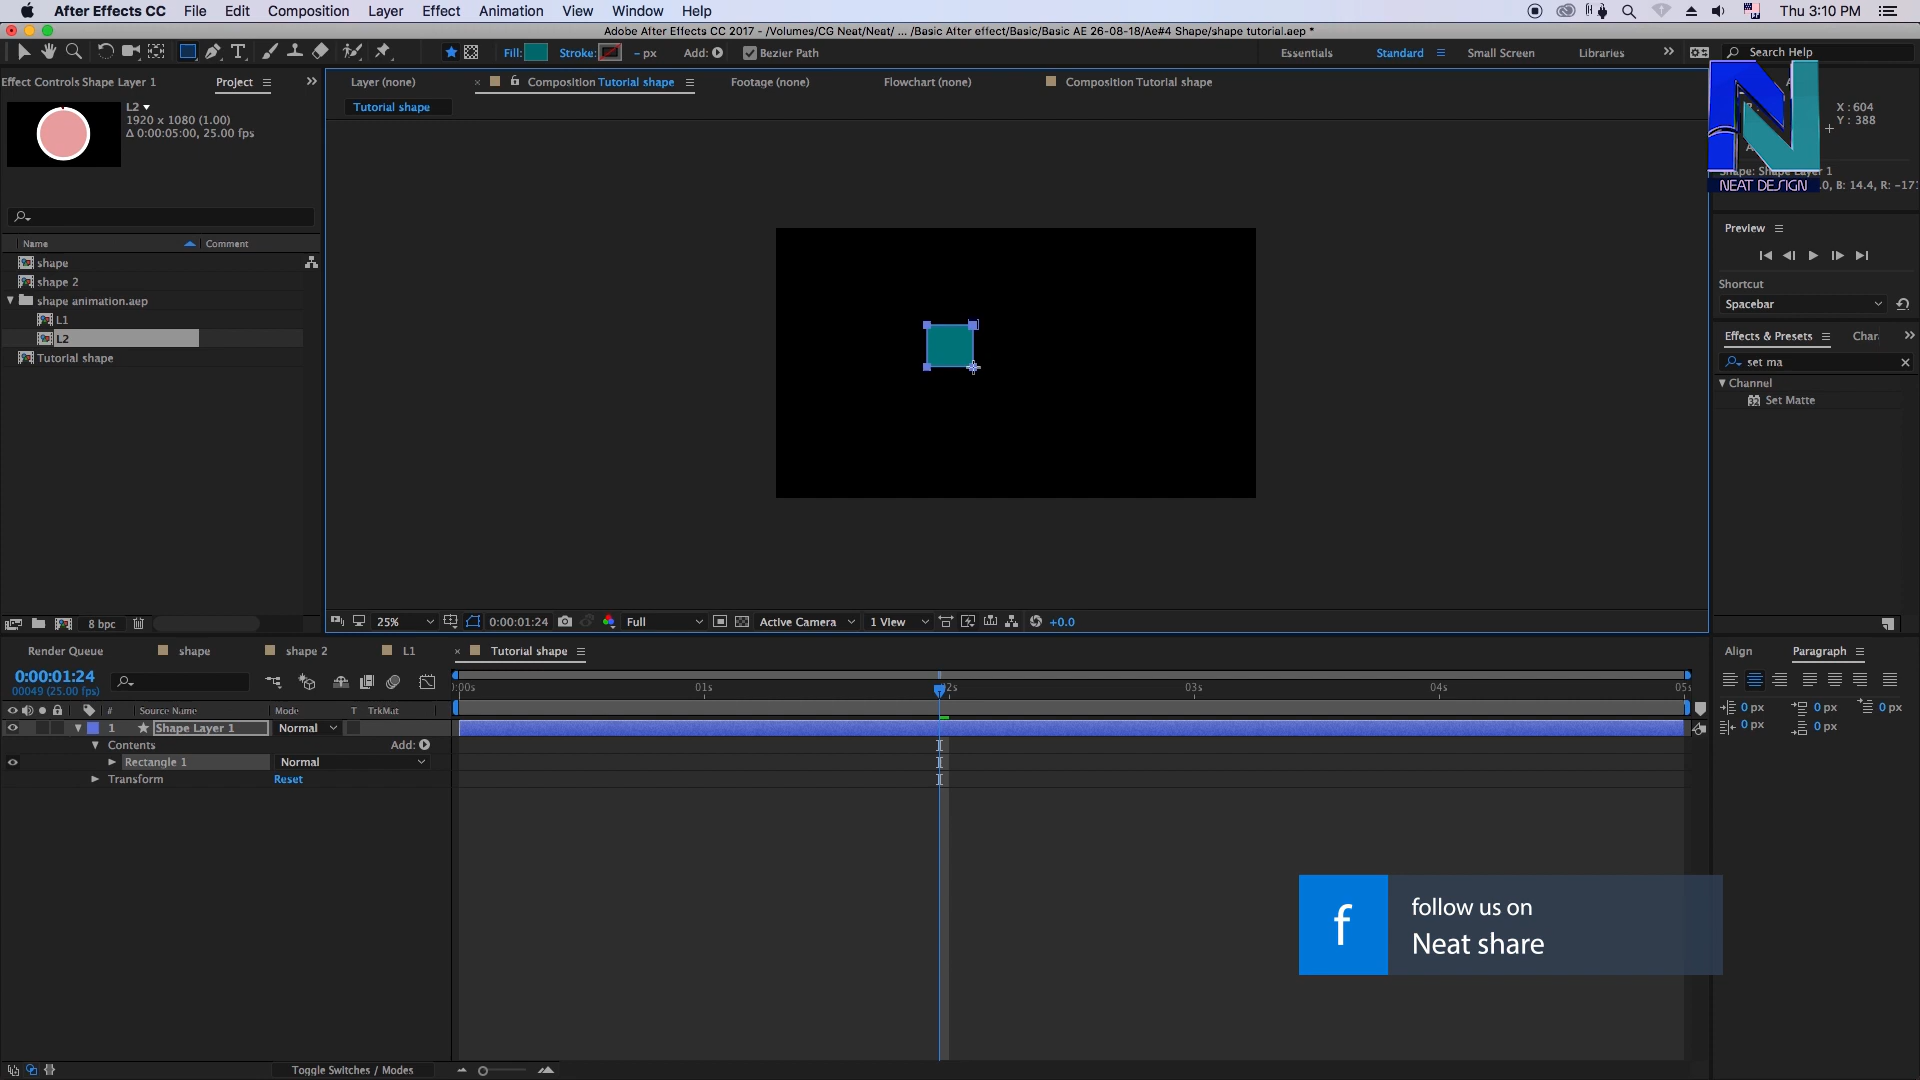 After Effects CC File Edit Composition Layer Effect Animation View Window Help Thu 3:10 PM
Adobe After Effects CC 2017 - /Volumes/CG Neat/Neat/ ... /Basic After effect/Basic/Basic AE 26-08-18/Ae#4 Shape/shape tutorial.aep *
Fill: Stroke: - px Add: Bezier Path Essentials Standard Small Screen Libraries Search Help
Effect Controls Shape Layer 1 Project Layer (none) Composition Tutorial shape Footage (none) Flowchart (none) Composition Tutorial shape
Tutorial shape
L2
1920 x 1080 (1.00)
Δ 0:00:05:00, 25.00 fps
X : 604
Y : 388
Shape: Shape Layer 1
NEAT DESIGN .0, B: 14.4, R: -171
Name Comment
shape
shape 2
shape animation.aep
L1
L2
Tutorial shape
Preview
Shortcut
Spacebar
Effects & Presets Char
set ma
Channel
Set Matte
8 bpc
25% 0:00:01:24 Full Active Camera 1 View +0.0
Render Queue shape shape 2 L1 Tutorial shape
Align Paragraph
0:00:01:24
00049 (25.00 fps)
):00s 01s 02s 03s 04s 05s
# Source Name Mode T TrkMat
1 Shape Layer 1 Normal
Contents Add:
Rectangle 1 Normal
Transform Reset
0 px 0 px 0 px
0 px 0 px
f
follow us on
Neat share
Toggle Switches / Modes